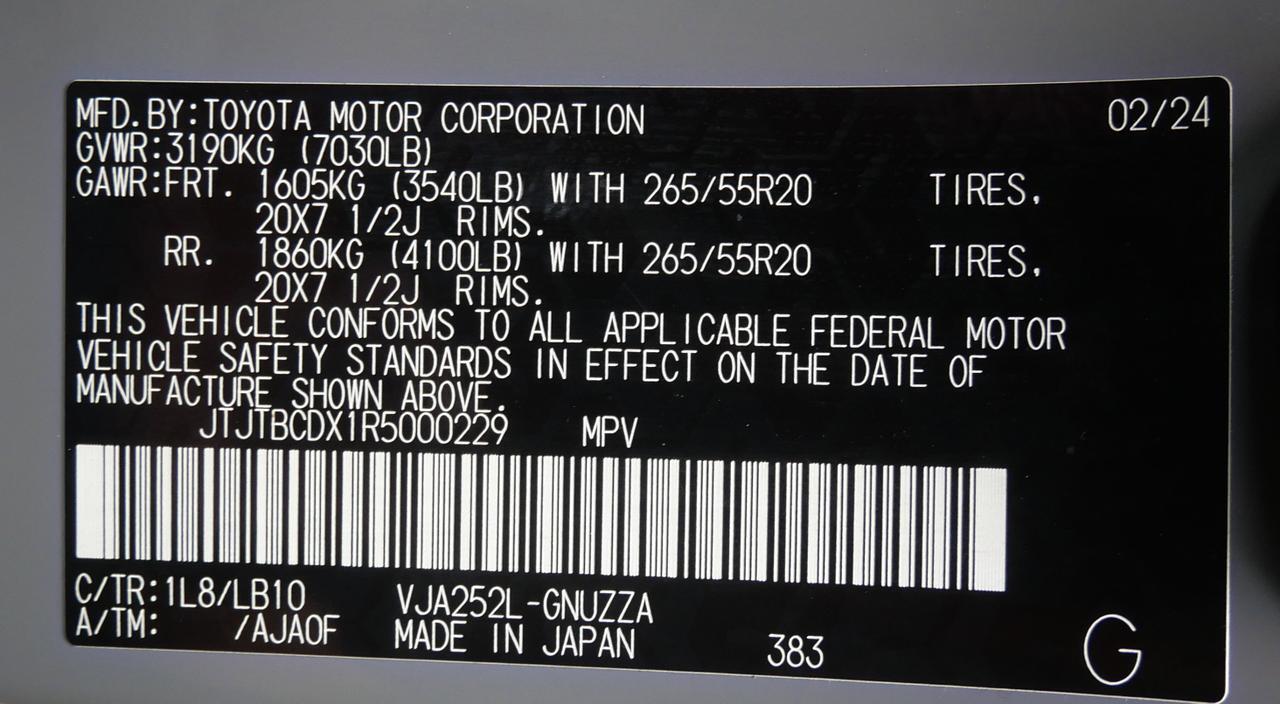 MFD.BY:TOYOTA MOTOR CORPORATION 02/24
GVWR:3190KG (7030LB)
GAWR:FRT. 1605KG (3540LB) WITH 265/55R20 TIRES,
20X7 1/2J RIMS.
RR. 1860KG (4100LB) WITH 265/55R20 TIRES,
20X7 1/2J RIMS.
THIS VEHICLE CONFORMS TO ALL APPLICABLE FEDERAL MOTOR
VEHICLE SAFETY STANDARDS IN EFFECT ON THE DATE OF
MANUFACTURE SHOWN ABOVE.
JTJTBCDX1R5000229 MPV
C/TR:1L8/LB10 VJA252L-GNUZZA
A/TM: /AJA0F MADE IN JAPAN 383 G